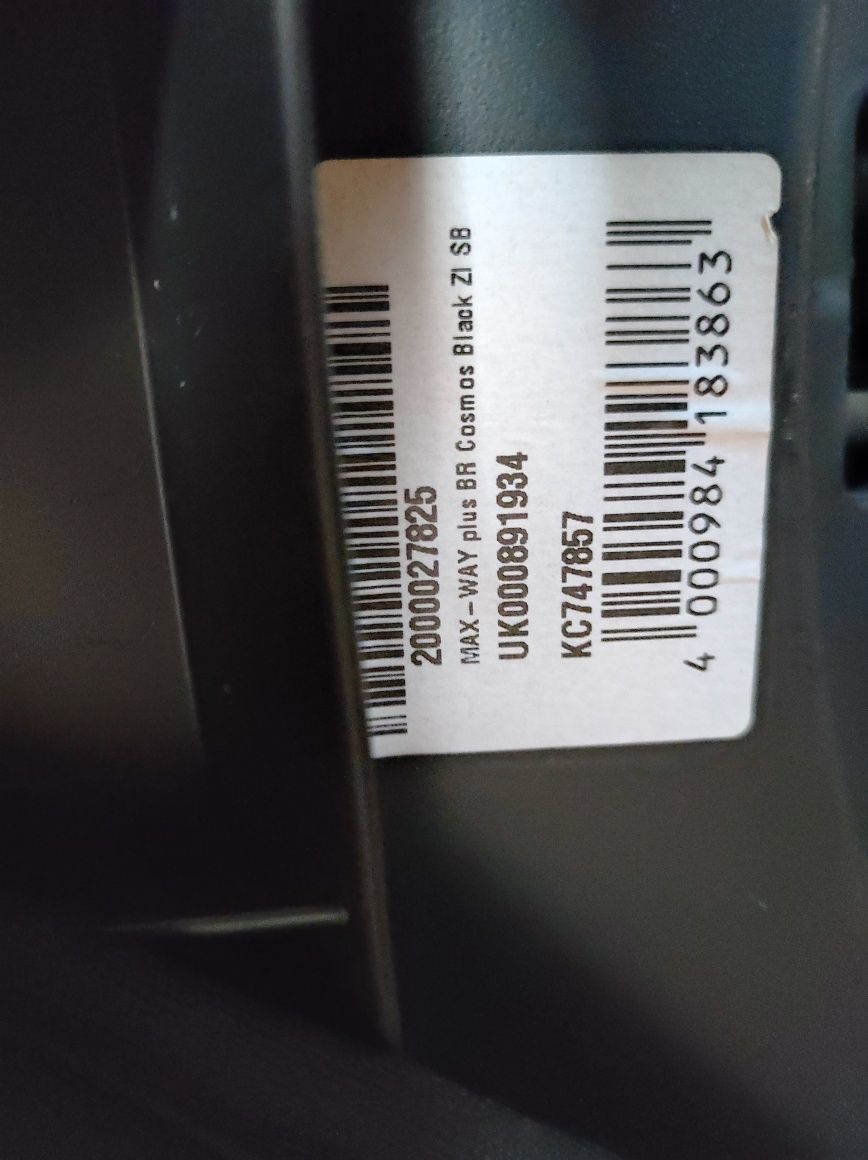 2000027825
MAX-WAY plus BR Cosmos Black ZI SB
UK000891934
KC747857
4 000984 183863